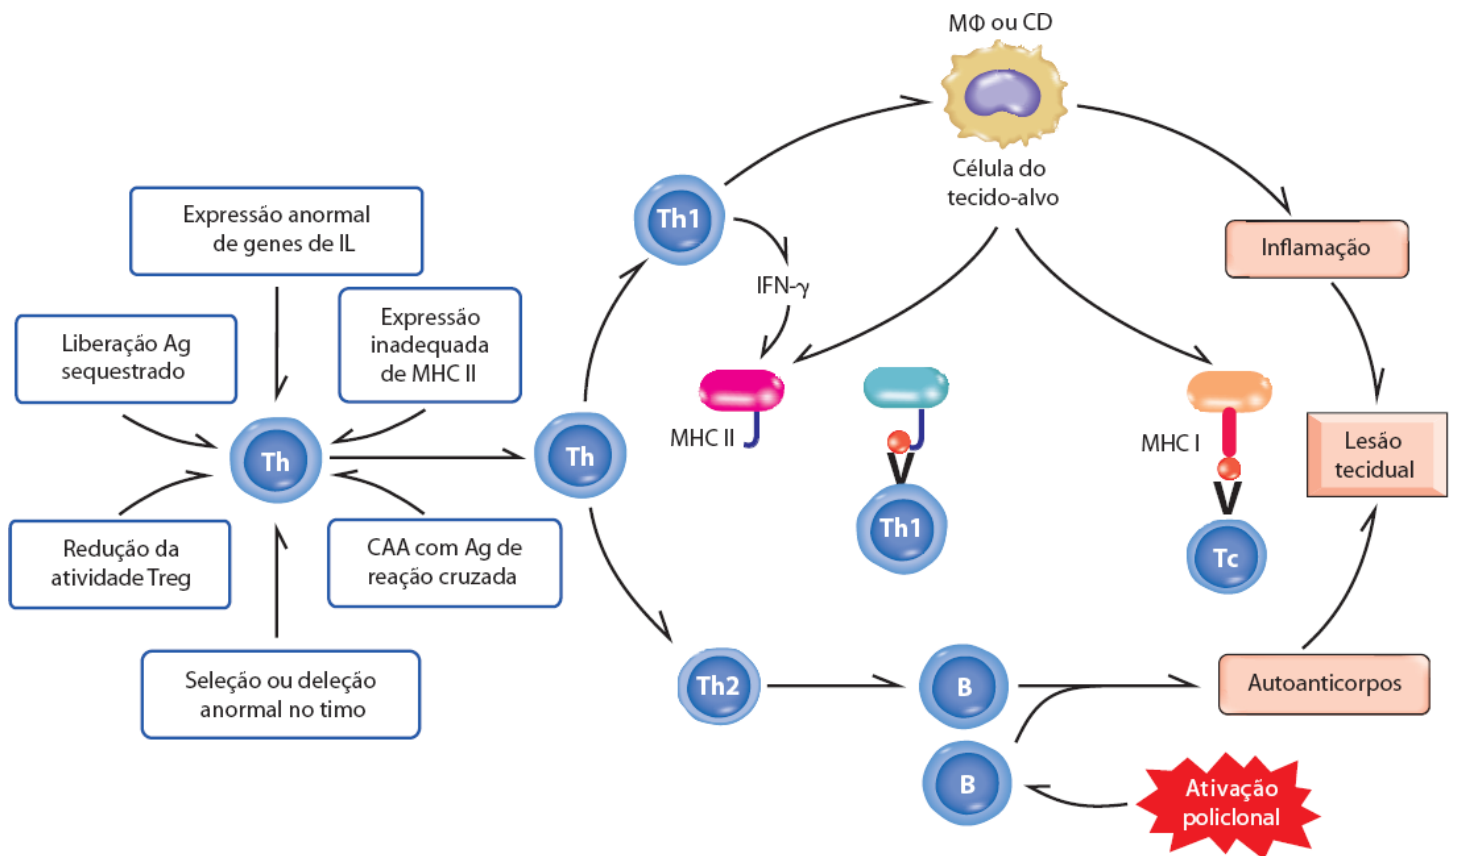 MΦ ou CD
Célula do
tecido-alvo
Expressão anormal
de genes de IL
Th1
Inflamação
IFN-γ
Liberação Ag
sequestrado
Expressão
inadequada
de MHC II
MHC II
MHC I
Lesão
tecidual
Th
Th
Th1
Tc
Redução da
atividade Treg
CAA com Ag de
reação cruzada
Seleção ou deleção
anormal no timo
Th2
B
Autoanticorpos
B
Ativação
policlonal